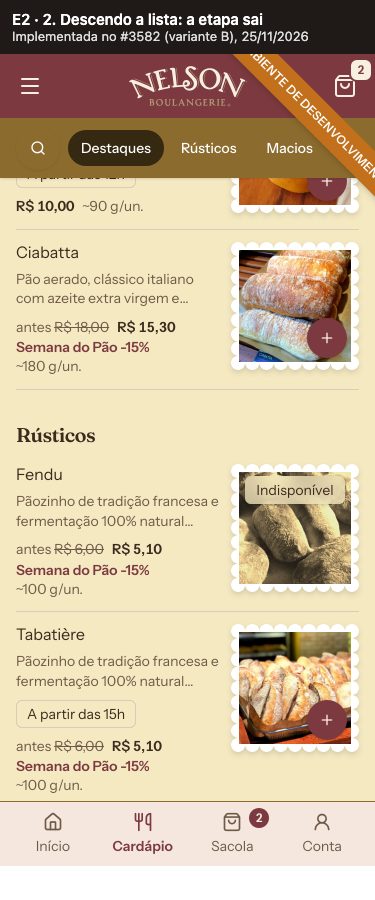 E2 · 2. Descendo a lista: a etapa sai
Implementada no #3582 (variante B), 25/11/2026
NELSON
BOULANGERIE.
2
BIENTE DE DESENVOLVIMEN
Destaques
Rústicos
Macios
A partir das 12h
R$ 10,00 ~90 g/un.
Ciabatta
Pão aerado, clássico italiano
com azeite extra virgem e...
antes R$ 18,00 R$ 15,30
Semana do Pão -15%
~180 g/un.
Rústicos
Fendu
Indisponível
Pãozinho de tradição francesa e
fermentação 100% natural...
antes R$ 6,00 R$ 5,10
Semana do Pão -15%
~100 g/un.
Tabatière
Pãozinho de tradição francesa e
fermentação 100% natural...
A partir das 15h
antes R$ 6,00 R$ 5,10
Semana do Pão -15%
~100 g/un.
2
Início
Cardápio
Sacola
Conta